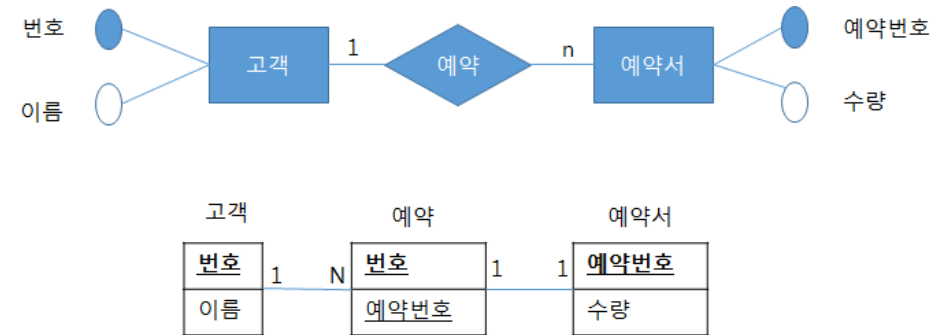 번호 예약번호
고객 1 예약 n 예약서
이름 수량
고객 예약 예약서
번호 번호 예약번호
1 N 1 1
이름 예약번호 수량